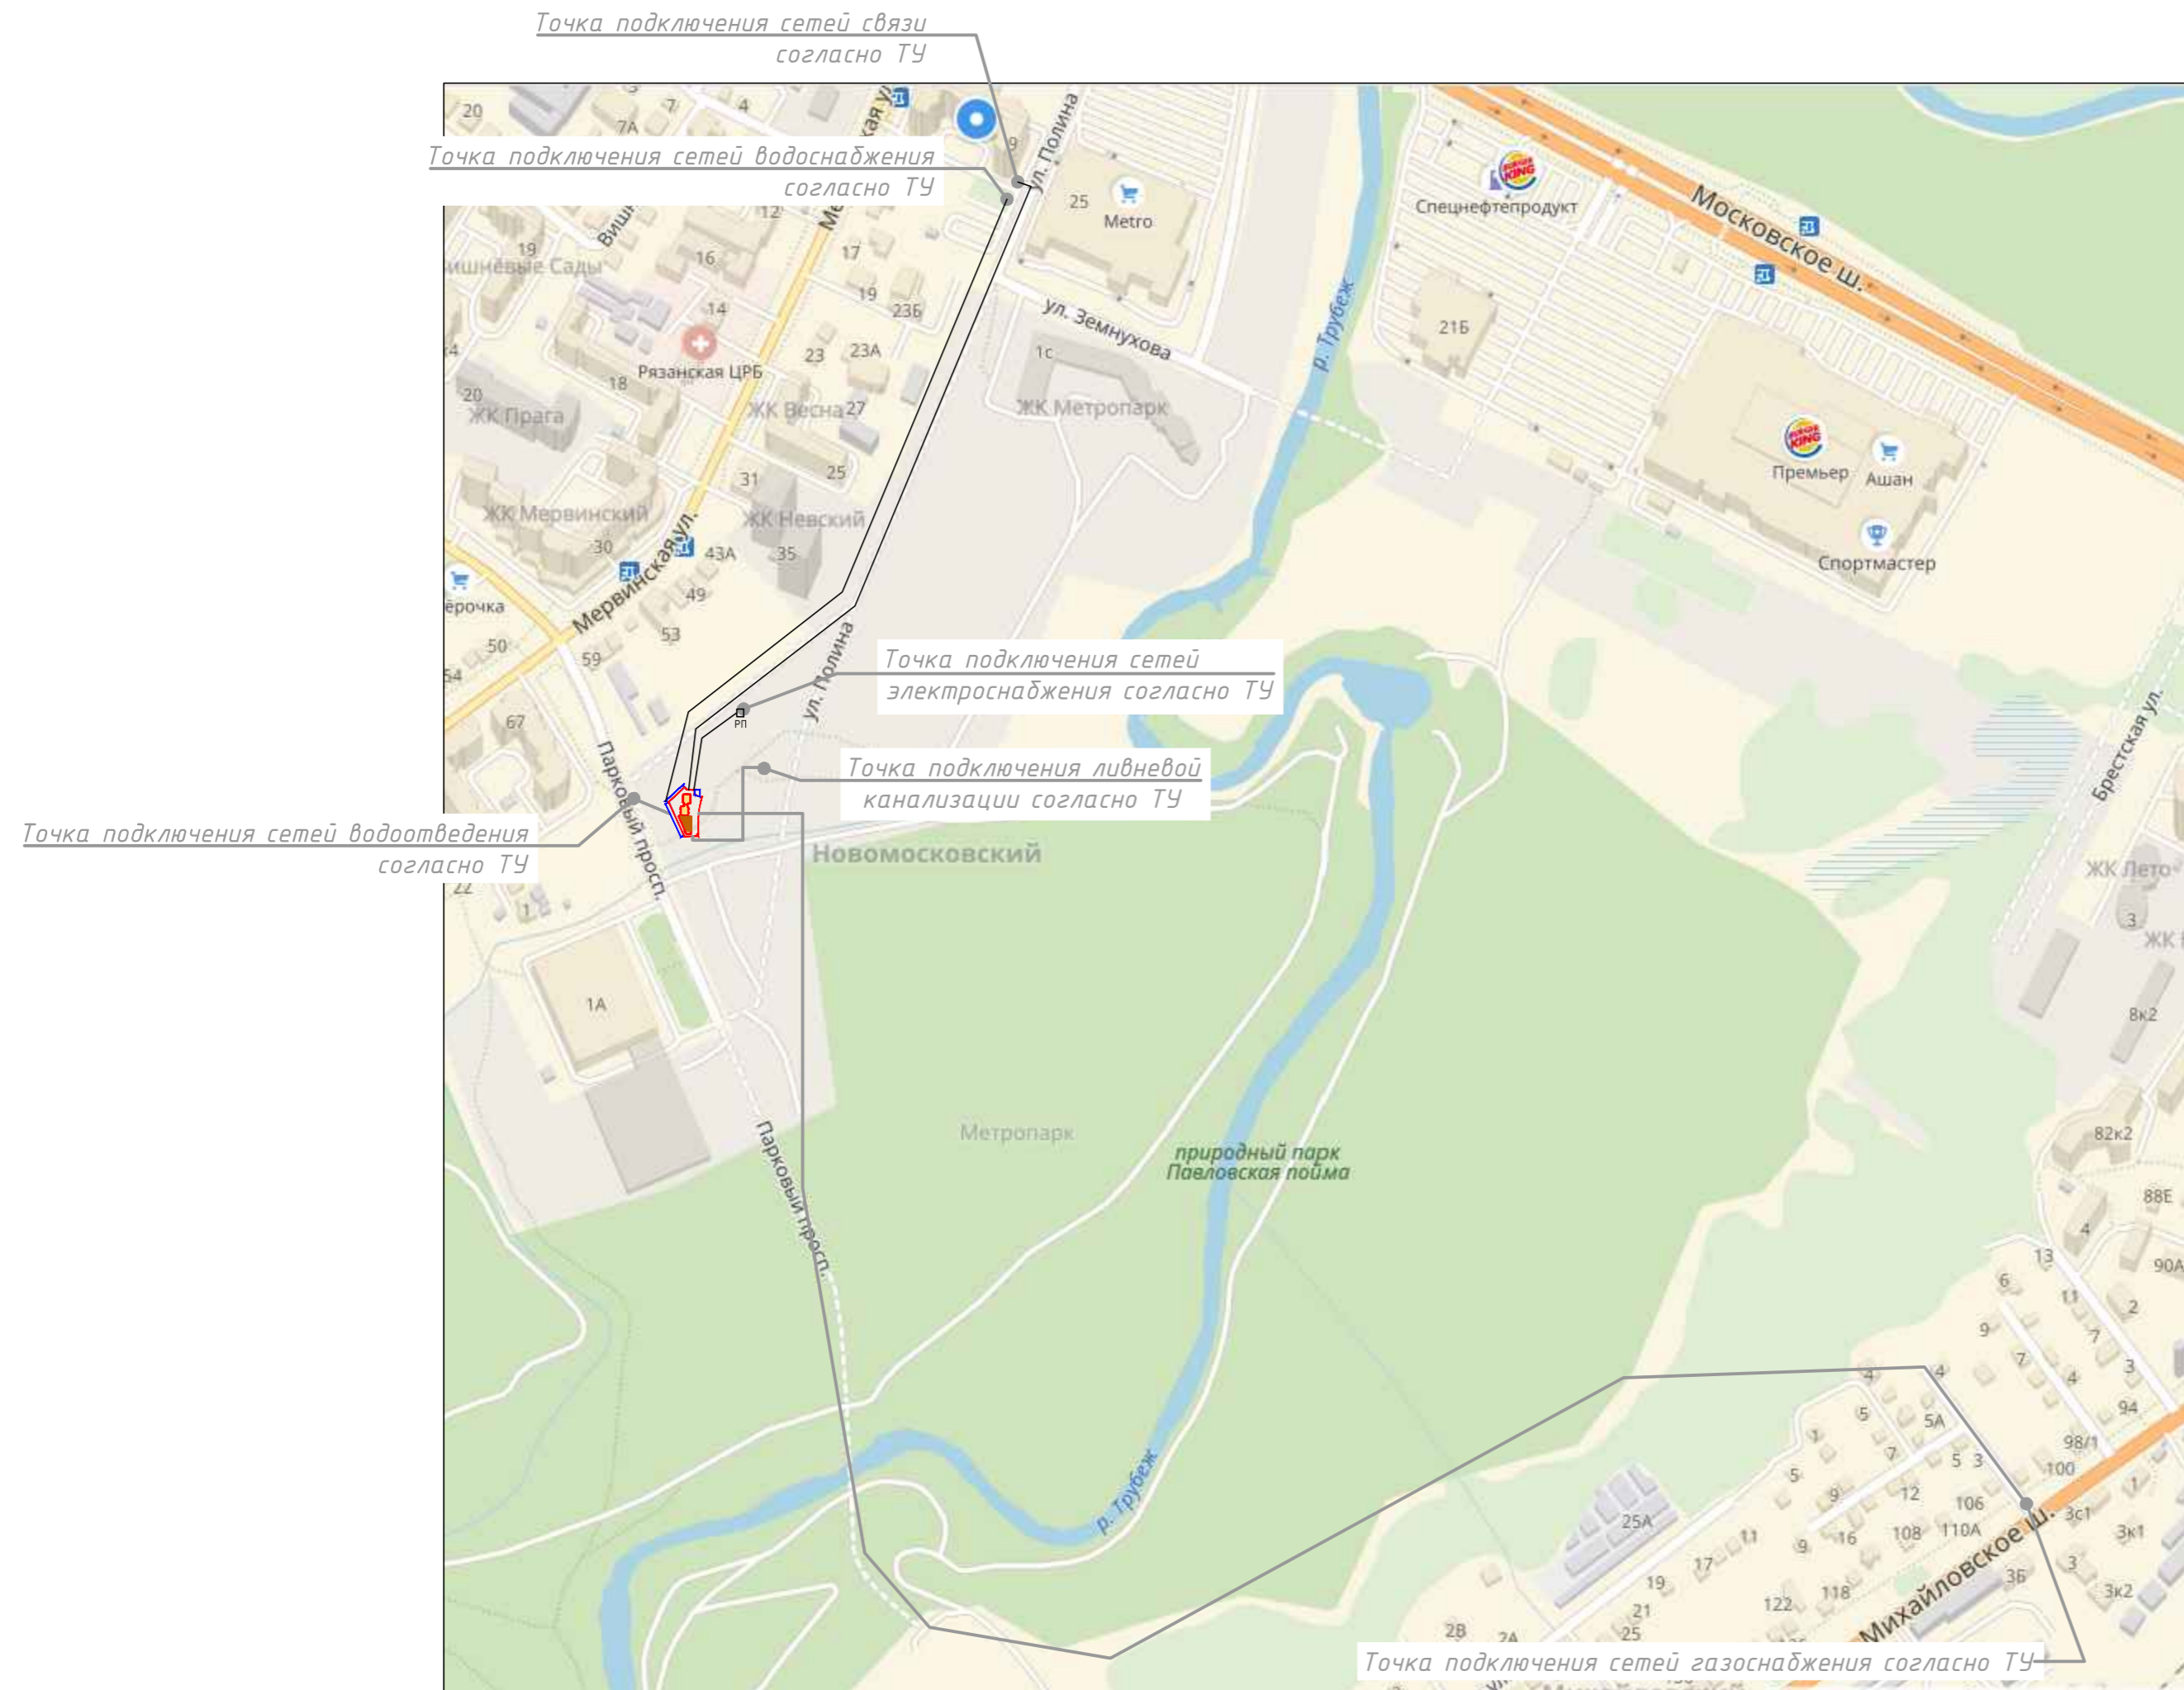 Точка подключения сетей связи
согласно ТУ
20
7
4
7А
9
ул. Полина
Точка подключения сетей водоснабжения
согласно ТУ
12
25
Metro
Спецнефтепродукт
Московское ш.
19
ишнёвые Сады
16
17
14
19
23Б
ул. Земнухова
р. Трубеж
21Б
Рязанская ЦРБ
18
23
23А
1с
20
ЖК Прага
ЖК Весна
27
ЖК Метропарк
31
25
BURGER KING
Премьер
Ашан
ЖК Мервинский
ЖК Невский
30
43А
35
Спортмастер
Мервинская ул.
ёрочка
49
50
53
59
54
67
ул. Полина
Точка подключения сетей
электроснабжения согласно ТУ
РП
Брестская ул.
Парковый просп.
Точка подключения ливневой
канализации согласно ТУ
Точка подключения сетей водоотведения
согласно ТУ
Новомосковский
22
1
ЖК Лето
3
ЖК
1А
8к2
Метропарк
природный парк
Павловская пойма
82к2
88Е
4
Парковый просп.
13
90А
6
11
2
9
7
7
3
4
4
4
94
5
5А
98/1
1
7
5
3
100
5
р. Трубеж
9
12
106
3с1
1
25А
11
9
16
108
110А
3к1
17
Михайловское ш.
3
19
118
3Б
3к2
21
122
2В
2А
25
Точка подключения сетей газоснабжения согласно ТУ